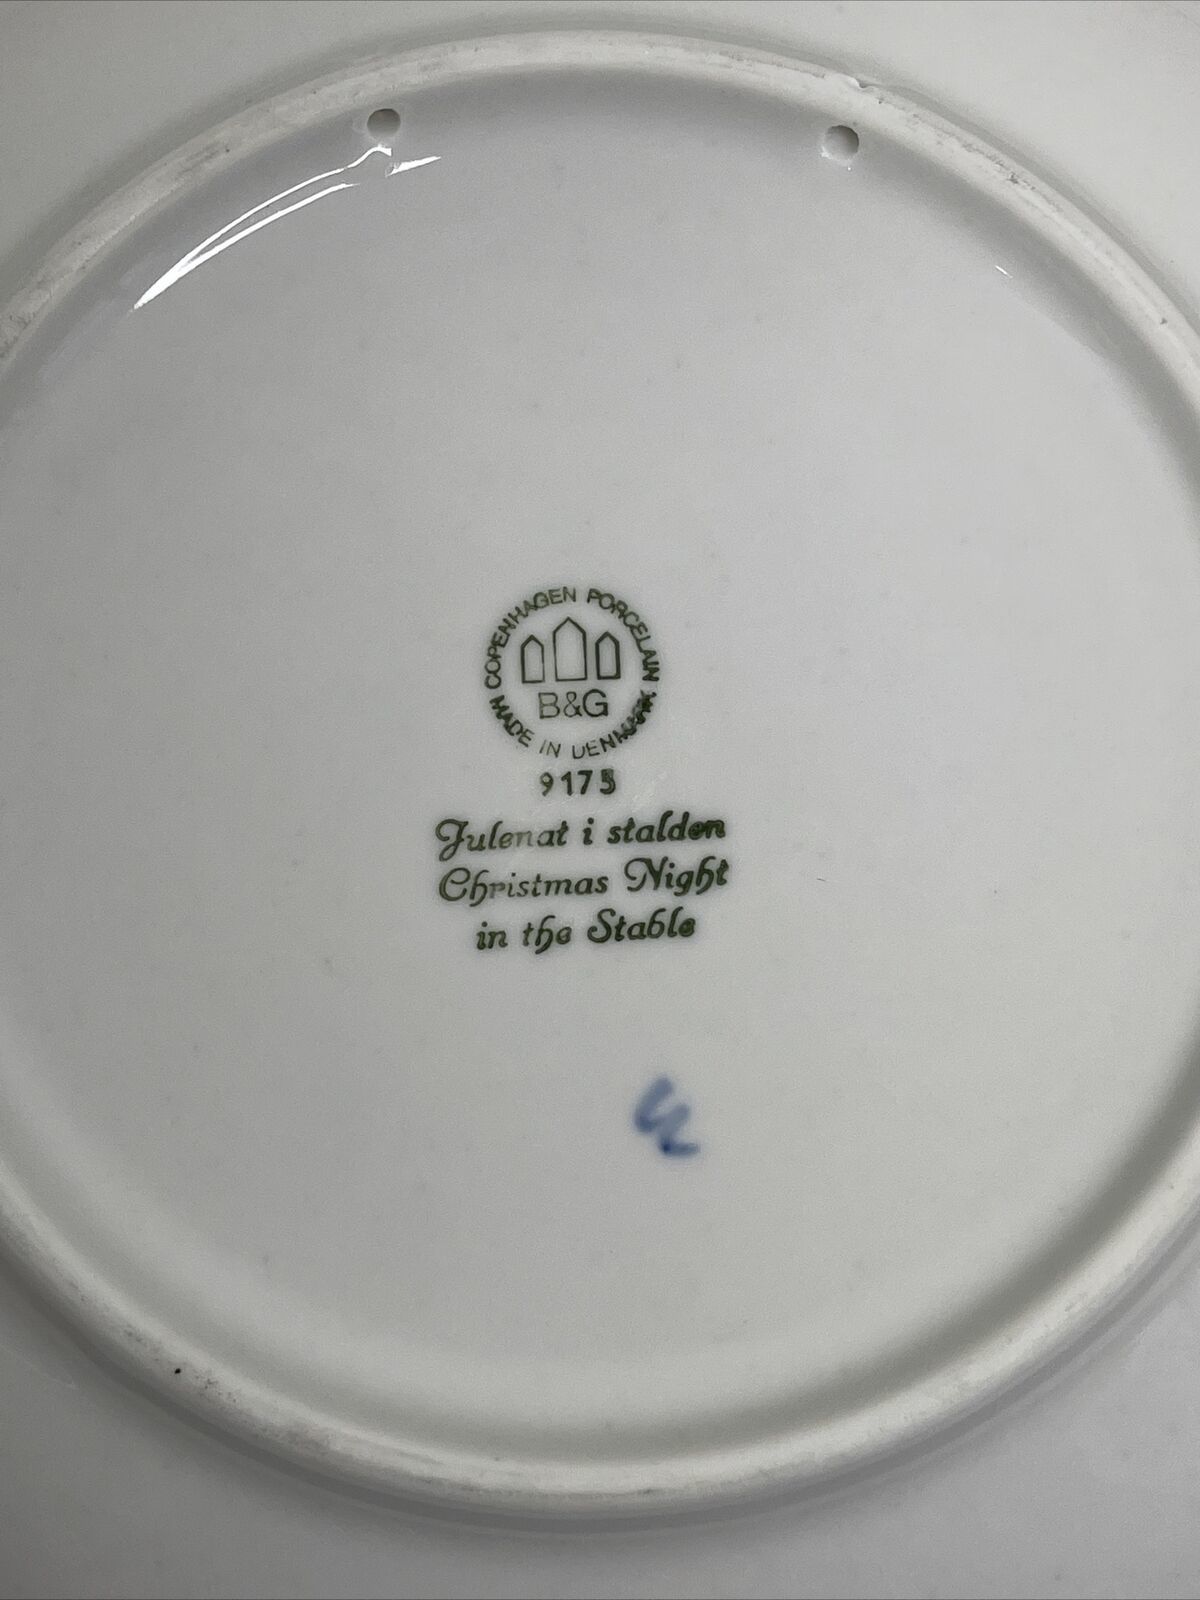 COPENHAGEN PORCELAIN
B&G
MADE IN DENMARK
9175
Julenat i stalden
Christmas Night
in the Stable